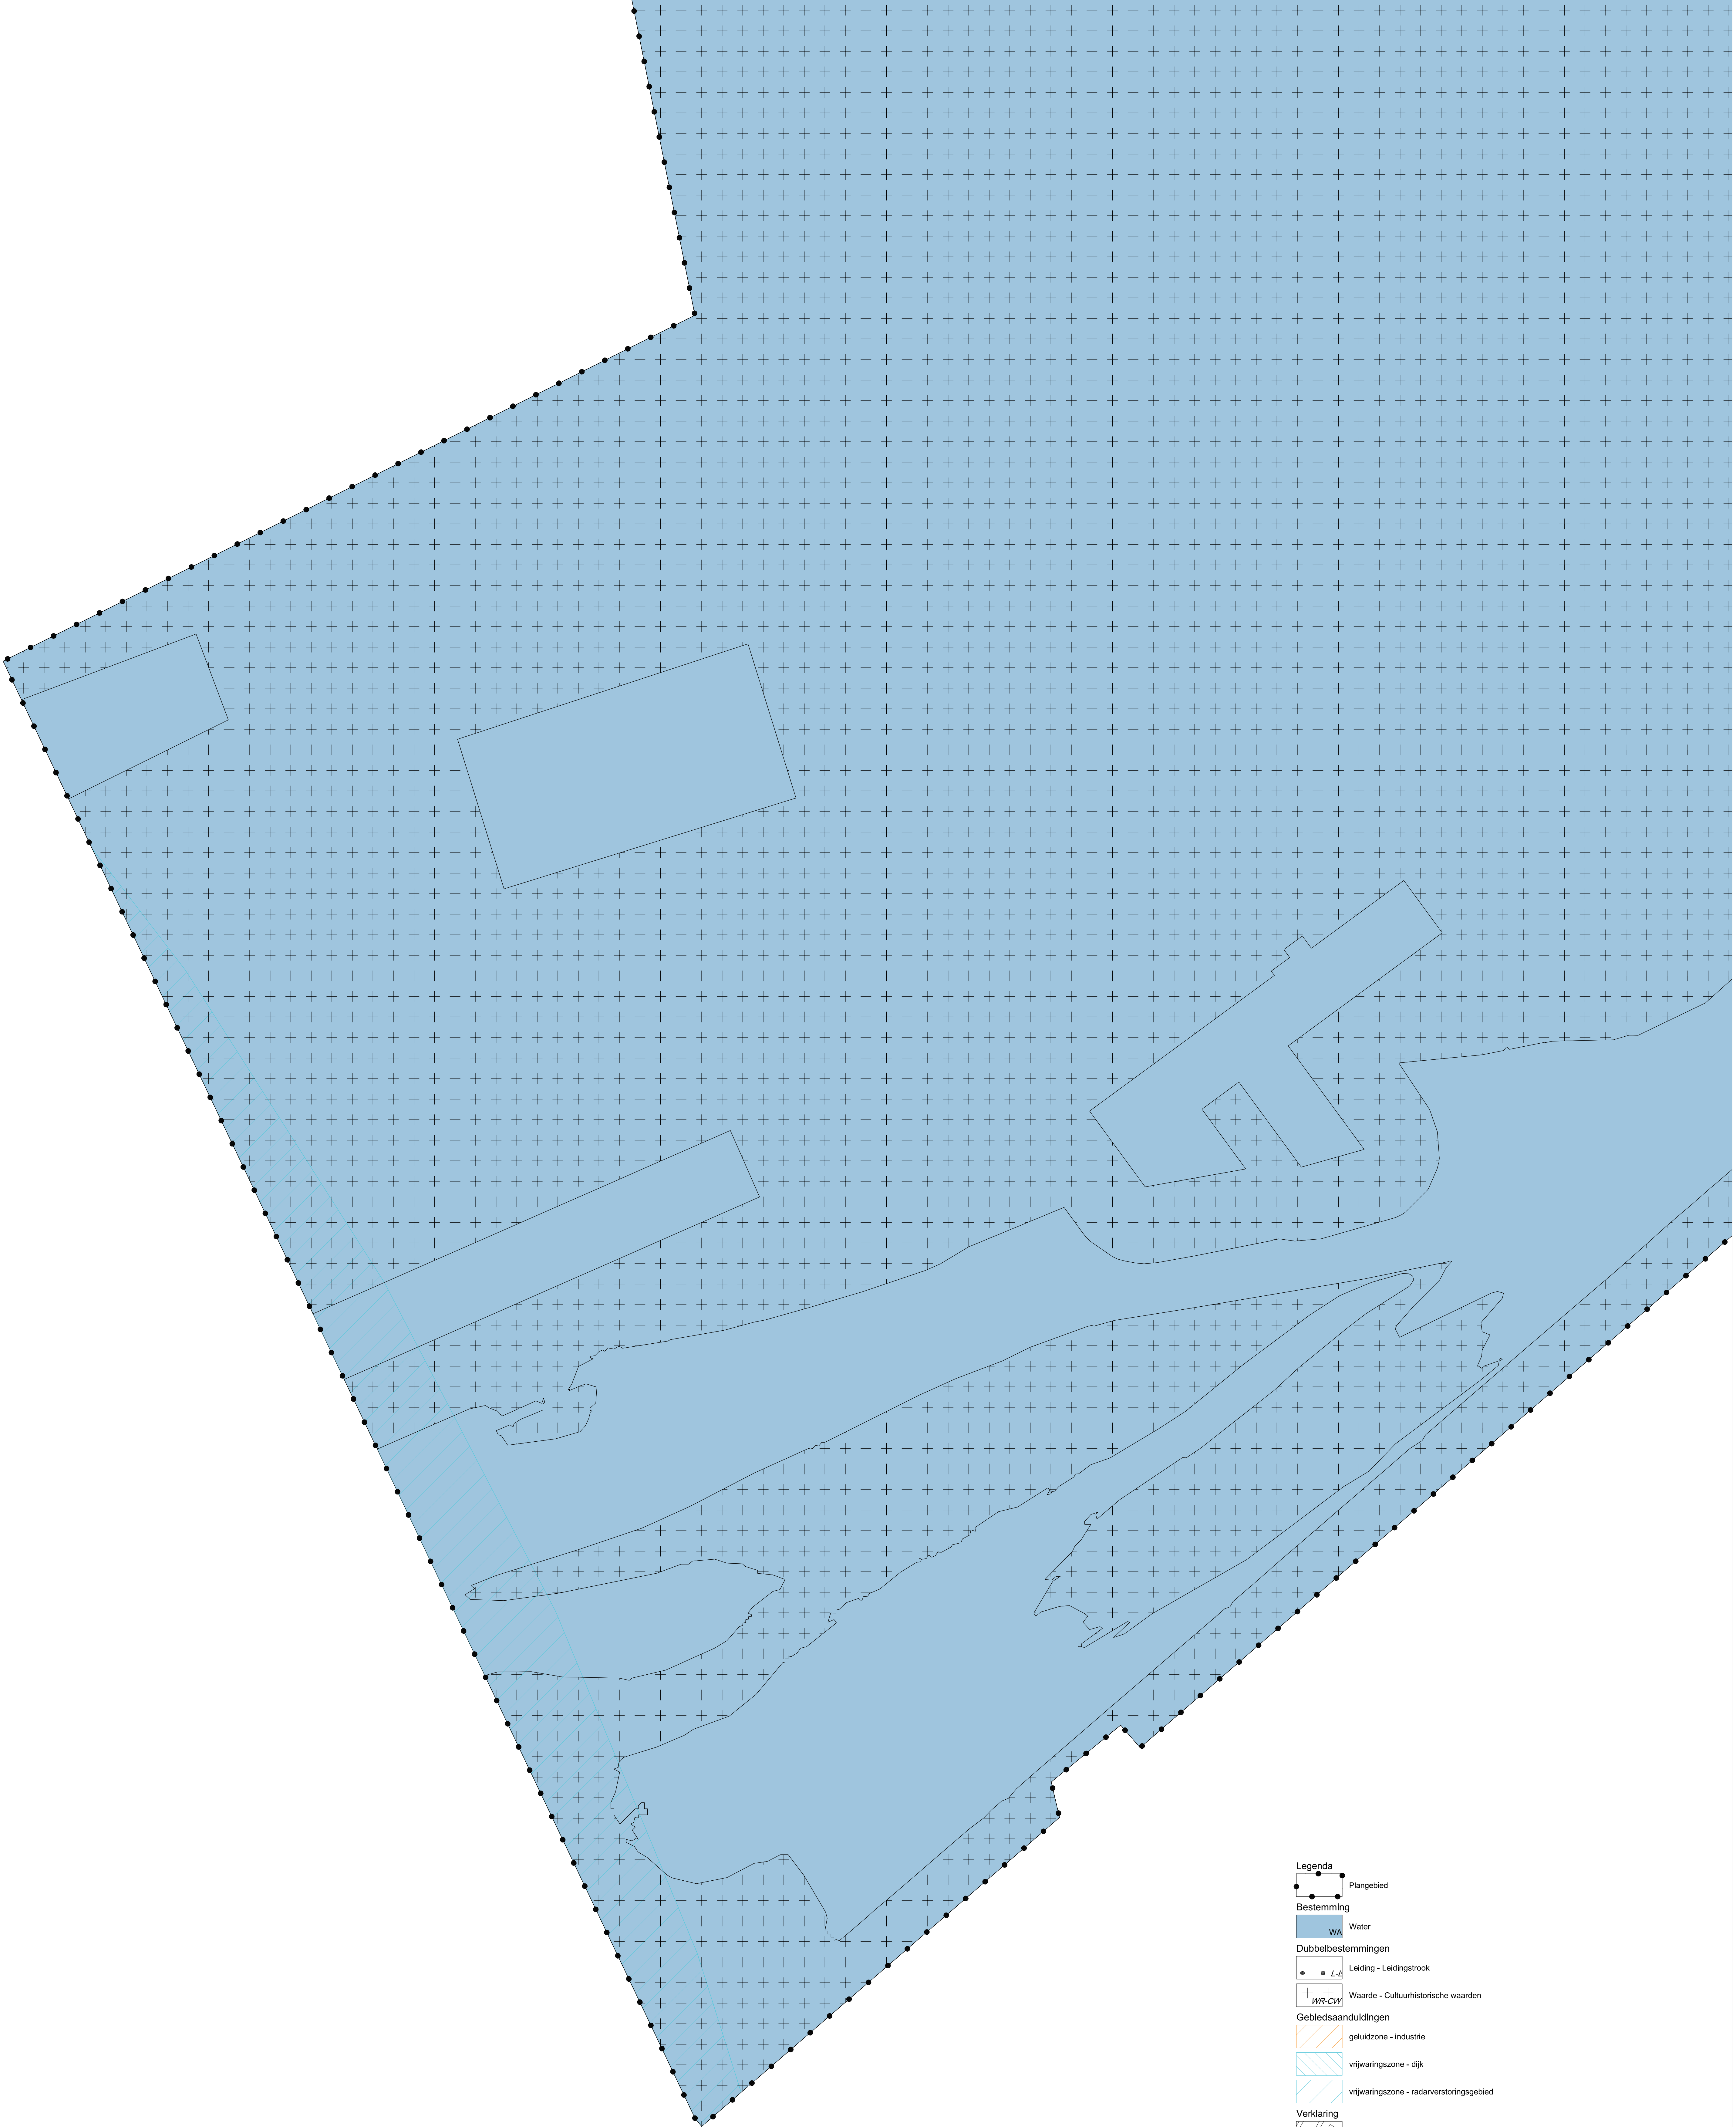 Legenda
Plangebied
Bestemming
WA
Water
Dubbelbestemmingen
L-L
Leiding - Leidingstrook
WR-CW
Waarde - Cultuurhistorische waarden
Gebiedsaanduidingen
geluidzone - industrie
vrijwaringszone - dijk
vrijwaringszone - radarverstoringsgebied
Verklaring